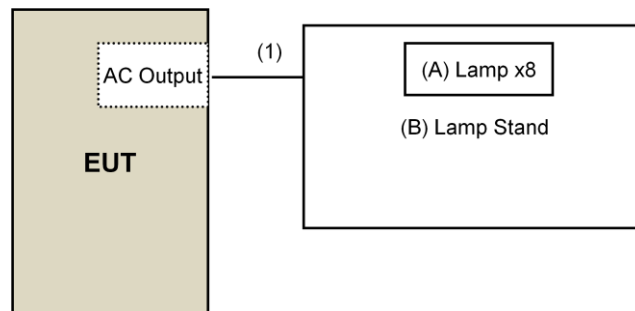 AC Output
(1)
(A) Lamp x8
(B) Lamp Stand
EUT